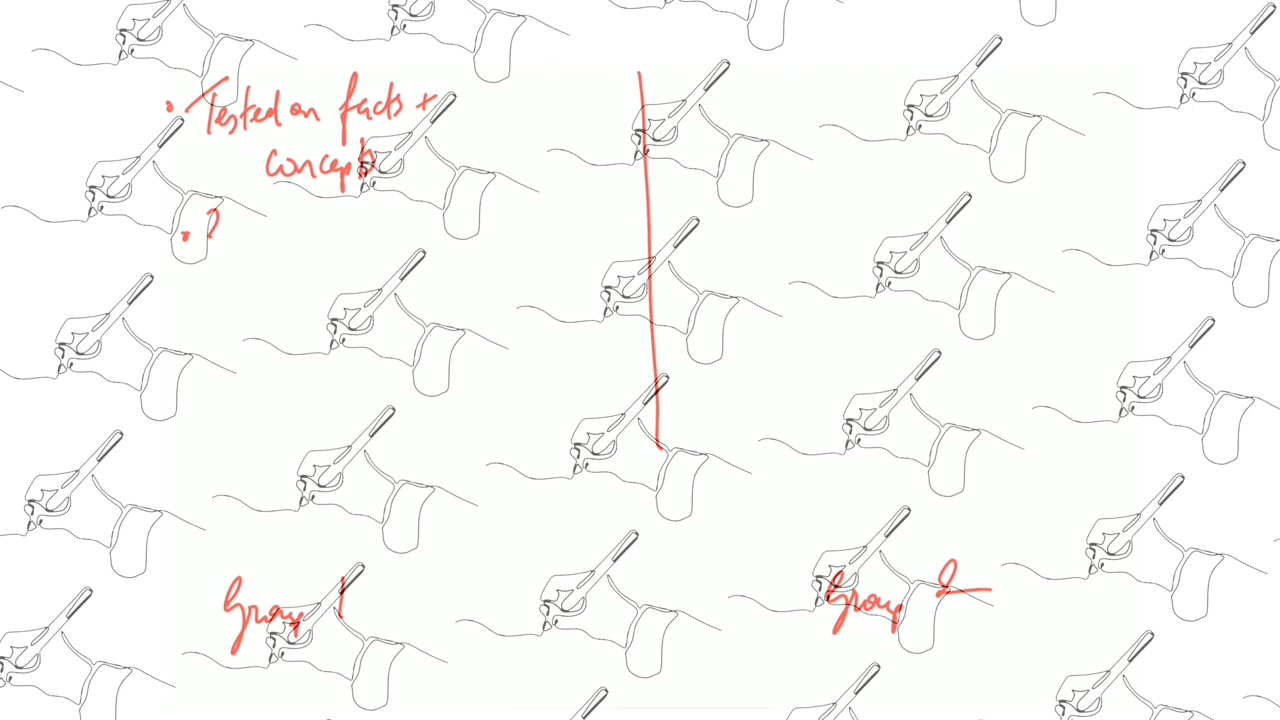 • Tested on facts +
concepts
• ?
Group 1
Group 2